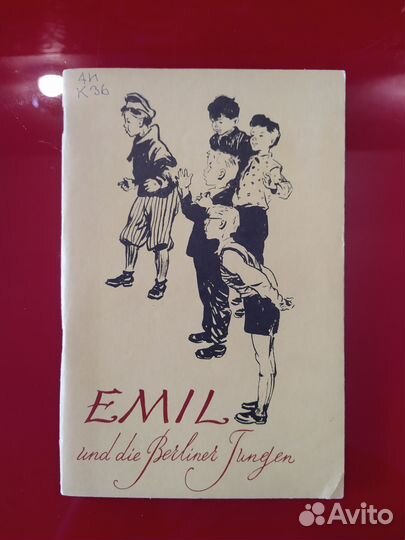 4И
К36
EMIL
und die Berliner Jungen
Avito